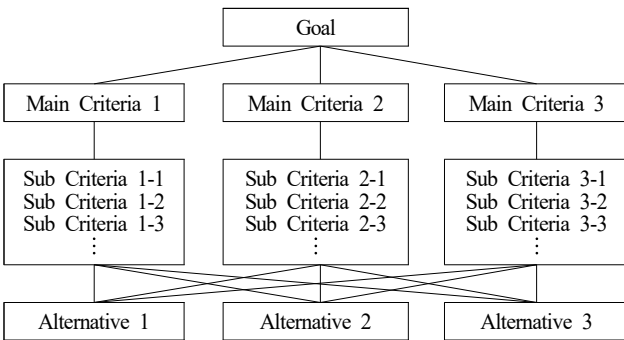 Goal
Main Criteria 1
Main Criteria 2
Main Criteria 3
Sub Criteria 1-1
Sub Criteria 1-2
Sub Criteria 1-3
⋮
Sub Criteria 2-1
Sub Criteria 2-2
Sub Criteria 2-3
⋮
Sub Criteria 3-1
Sub Criteria 3-2
Sub Criteria 3-3
⋮
Alternative 1
Alternative 2
Alternative 3